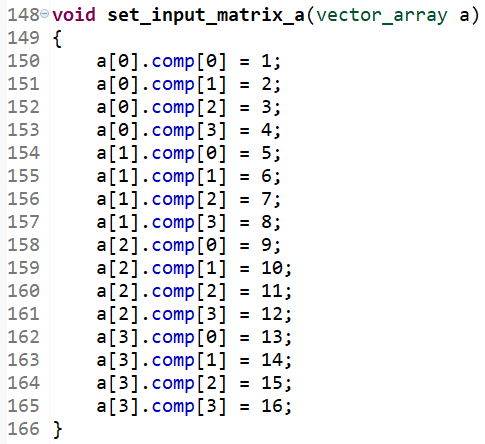 148 void set_input_matrix_a(vector_array a)
149 {
150     a[0].comp[0] = 1;
151     a[0].comp[1] = 2;
152     a[0].comp[2] = 3;
153     a[0].comp[3] = 4;
154     a[1].comp[0] = 5;
155     a[1].comp[1] = 6;
156     a[1].comp[2] = 7;
157     a[1].comp[3] = 8;
158     a[2].comp[0] = 9;
159     a[2].comp[1] = 10;
160     a[2].comp[2] = 11;
161     a[2].comp[3] = 12;
162     a[3].comp[0] = 13;
163     a[3].comp[1] = 14;
164     a[3].comp[2] = 15;
165     a[3].comp[3] = 16;
166 }